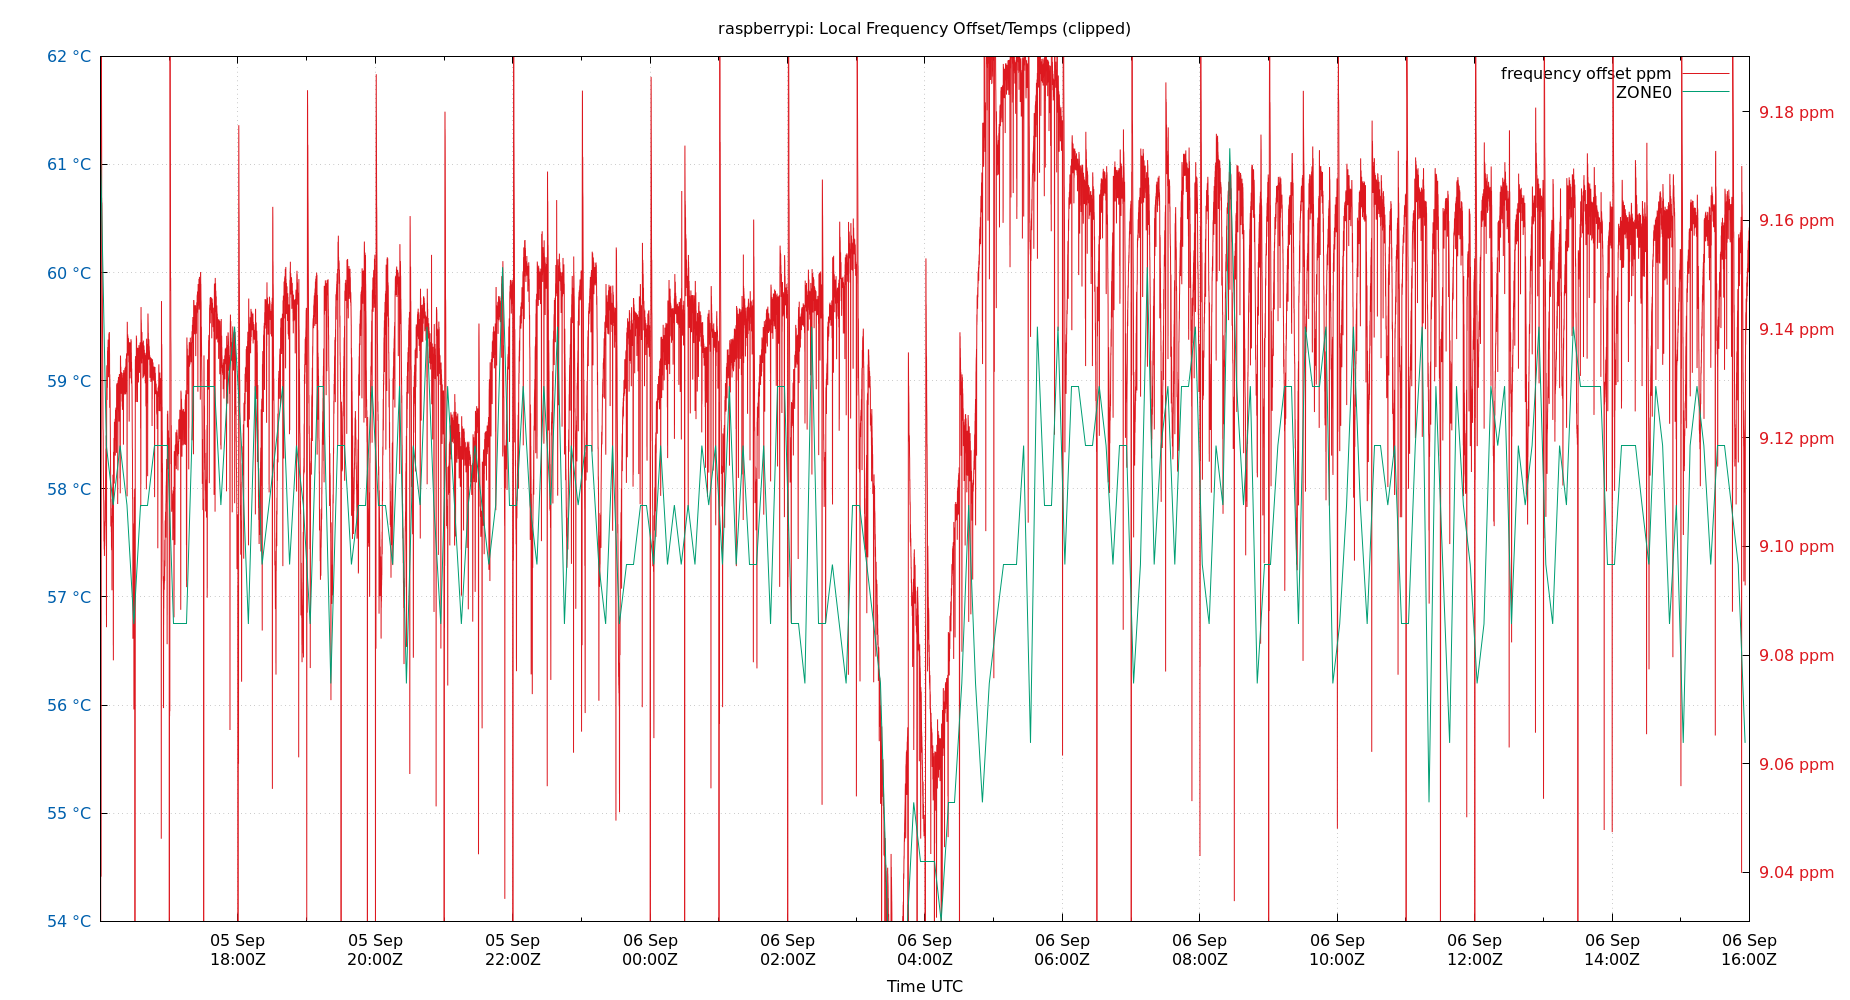 raspberrypi: Local Frequency Offset/Temps (clipped)
62 °C
61 °C
60 °C
59 °C
58 °C
57 °C
56 °C
55 °C
54 °C
frequency offset ppm
ZONE0
9.18 ppm
9.16 ppm
9.14 ppm
9.12 ppm
9.10 ppm
9.08 ppm
9.06 ppm
9.04 ppm
05 Sep 05 Sep 05 Sep 06 Sep 06 Sep 06 Sep 06 Sep 06 Sep 06 Sep 06 Sep 06 Sep 06 Sep
18:00Z 20:00Z 22:00Z 00:00Z 02:00Z 04:00Z 06:00Z 08:00Z 10:00Z 12:00Z 14:00Z 16:00Z
Time UTC